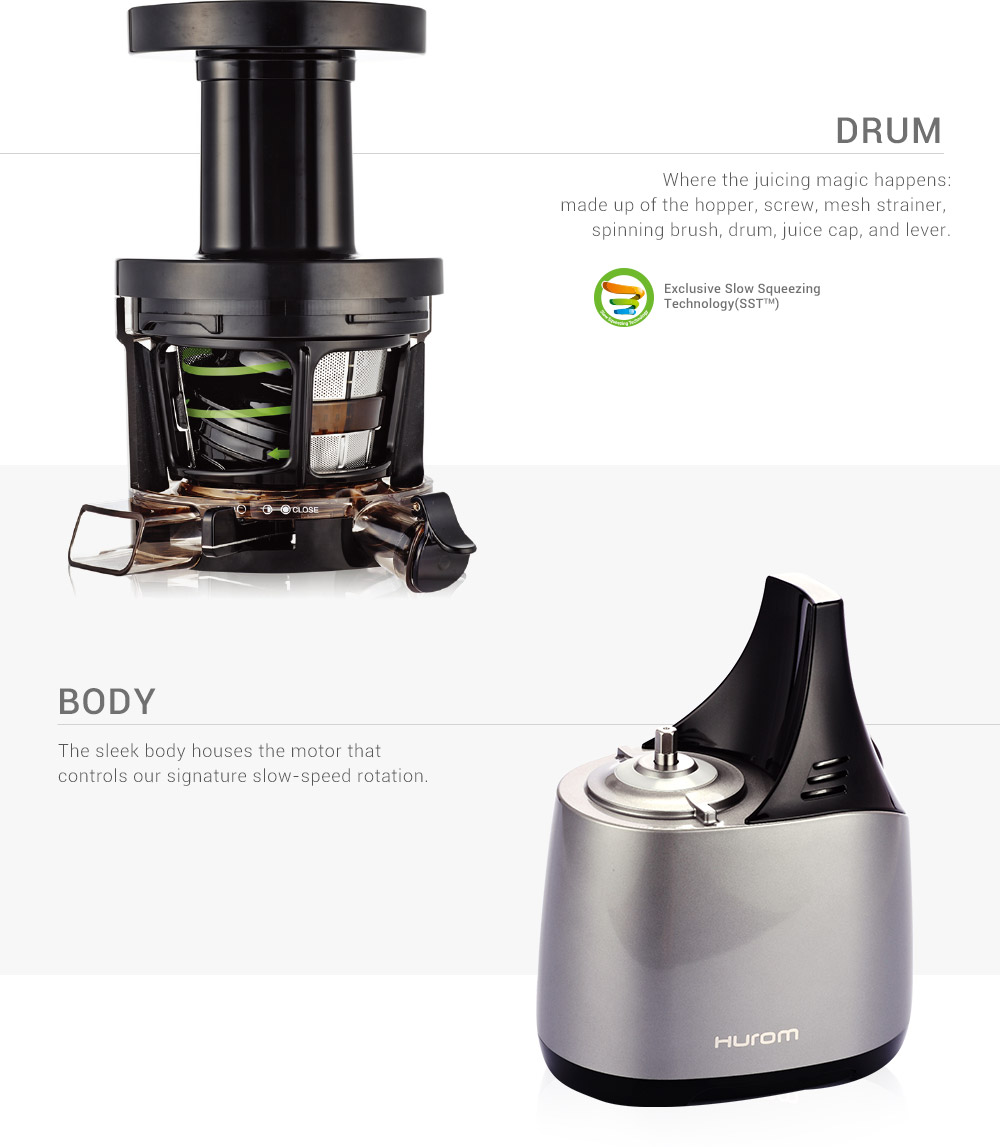 DRUM
Where the juicing magic happens:
made up of the hopper, screw, mesh strainer,
spinning brush, drum, juice cap, and lever.
Exclusive Slow Squeezing
Technology(SST™)
Slow Squeezing Technology
CLOSE
BODY
The sleek body houses the motor that
controls our signature slow-speed rotation.
Hurom